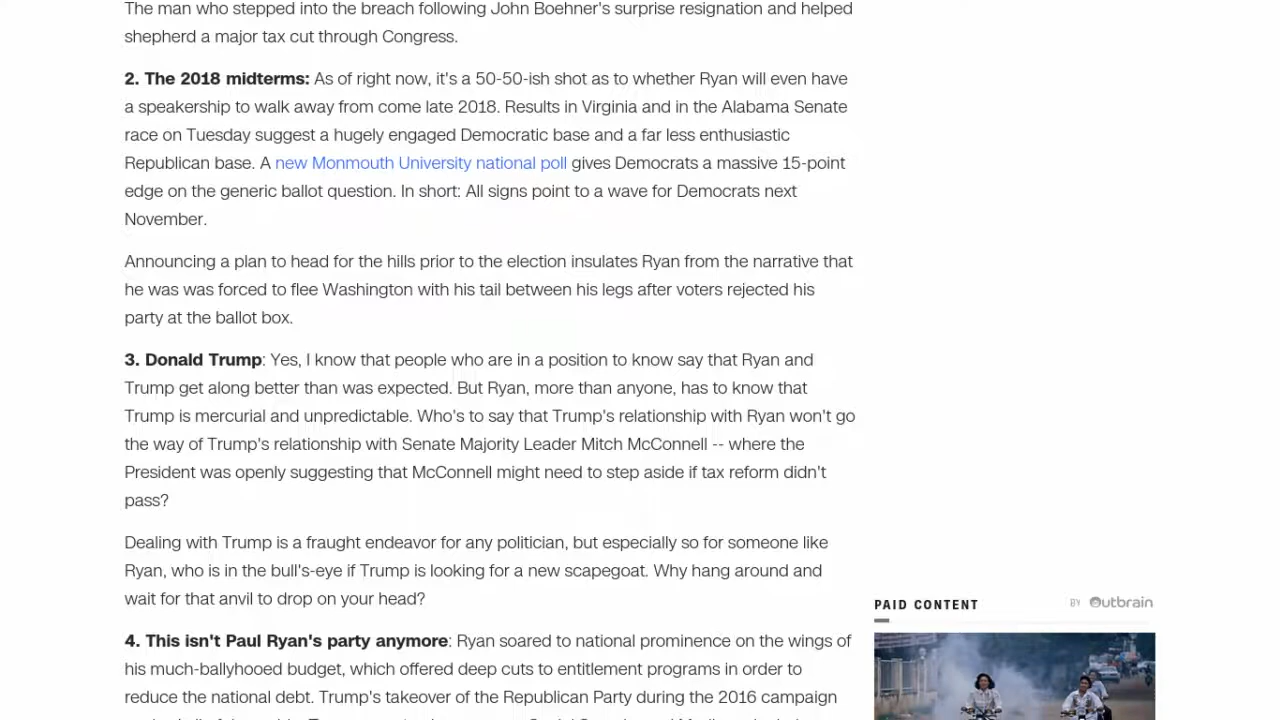 The man who stepped into the breach following John Boehner's surprise resignation and helped
shepherd a major tax cut through Congress.
2. The 2018 midterms: As of right now, it's a 50-50-ish shot as to whether Ryan will even have
a speakership to walk away from come late 2018. Results in Virginia and in the Alabama Senate
race on Tuesday suggest a hugely engaged Democratic base and a far less enthusiastic
Republican base. A new Monmouth University national poll gives Democrats a massive 15-point
edge on the generic ballot question. In short: All signs point to a wave for Democrats next
November.
Announcing a plan to head for the hills prior to the election insulates Ryan from the narrative that
he was was forced to flee Washington with his tail between his legs after voters rejected his
party at the ballot box.
3. Donald Trump: Yes, I know that people who are in a position to know say that Ryan and
Trump get along better than was expected. But Ryan, more than anyone, has to know that
Trump is mercurial and unpredictable. Who's to say that Trump's relationship with Ryan won't go
the way of Trump's relationship with Senate Majority Leader Mitch McConnell -- where the
President was openly suggesting that McConnell might need to step aside if tax reform didn't
pass?
Dealing with Trump is a fraught endeavor for any politician, but especially so for someone like
Ryan, who is in the bull's-eye if Trump is looking for a new scapegoat. Why hang around and
wait for that anvil to drop on your head?
PAID CONTENT BY Outbrain
4. This isn't Paul Ryan's party anymore: Ryan soared to national prominence on the wings of
his much-ballyhooed budget, which offered deep cuts to entitlement programs in order to
reduce the national debt. Trump's takeover of the Republican Party during the 2016 campaign